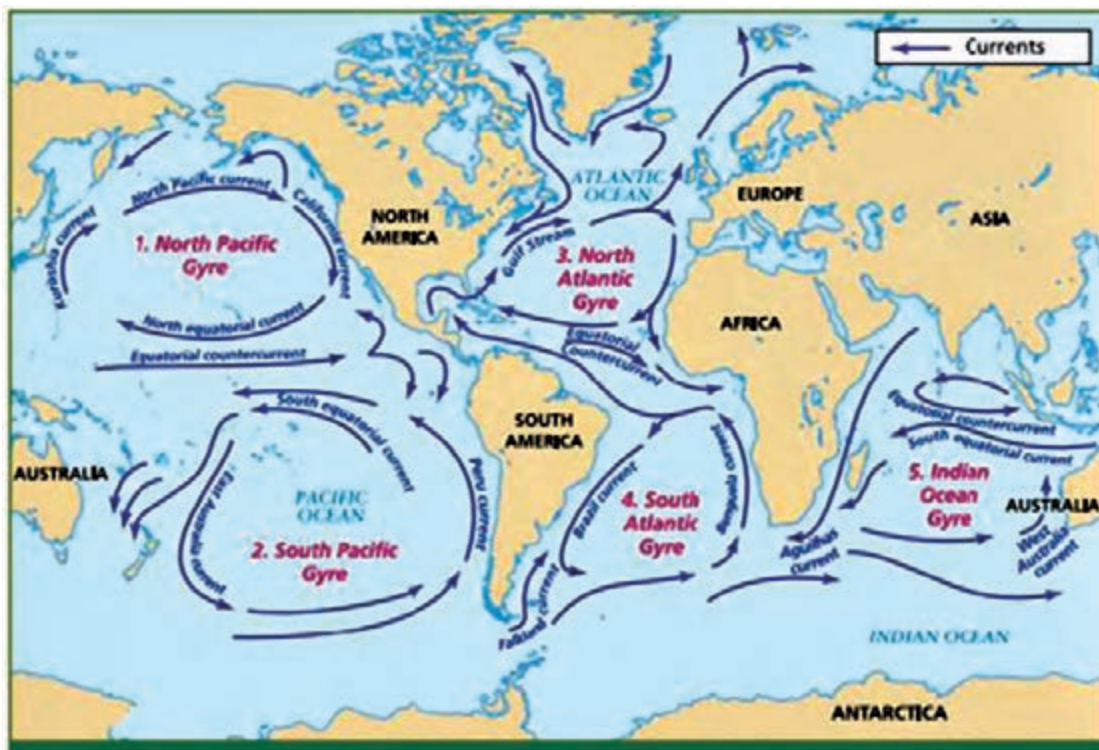 Currents
ATLANTIC
OCEAN
EUROPE
ASIA
NORTH
AMERICA
North Pacific current
California current
Kuroshio current
1. North Pacific
Gyre
Gulf Stream
3. North
Atlantic
Gyre
AFRICA
North equatorial current
Equatorial countercurrent
Equatorial
countercurrent
South equatorial current
SOUTH
AMERICA
Equatorial countercurrent
South equatorial current
AUSTRALIA
East Australia current
PACIFIC
OCEAN
Peru current
2. South Pacific
Gyre
Brazil current
4. South
Atlantic
Gyre
Benguela current
5. Indian
Ocean
Gyre
AUSTRALIA
West
Australia
current
Agulhas
current
Falkland current
INDIAN OCEAN
ANTARCTICA